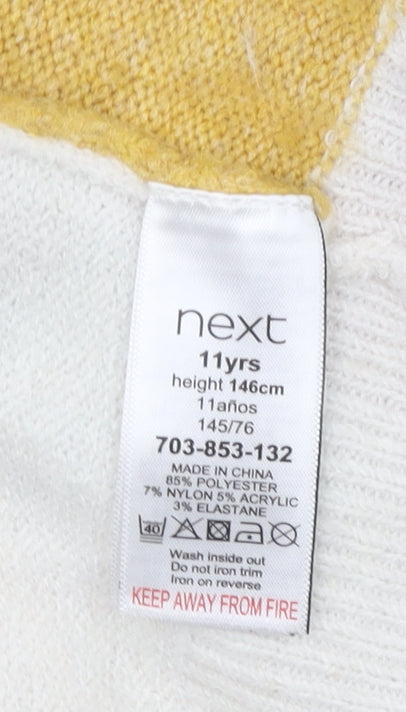 next
11yrs
height 146cm
11años
145/76
703-853-132
MADE IN CHINA
85% POLYESTER
7% NYLON 5% ACRYLIC
3% ELASTANE
40
Wash inside out
Do not iron trim
Iron on reverse
KEEP AWAY FROM FIRE